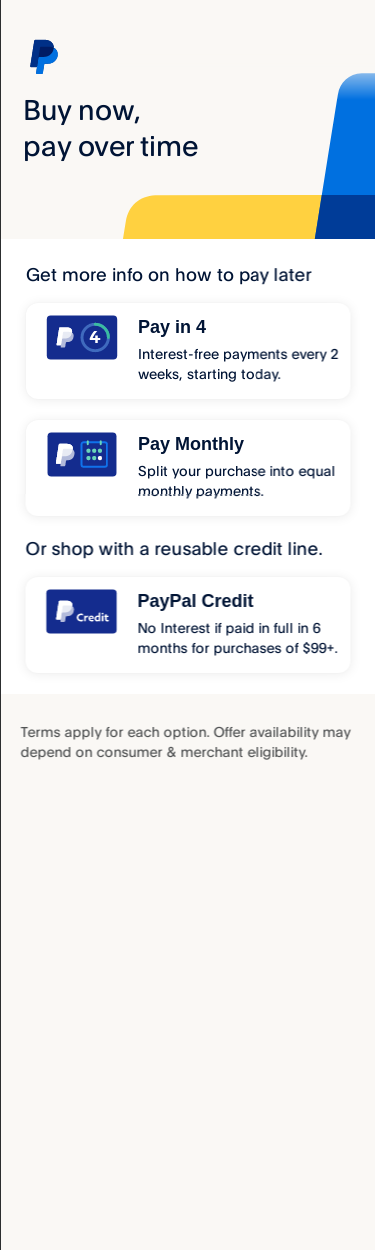 Buy now,
pay over time
Get more info on how to pay later
4
Pay in 4
Interest-free payments every 2
weeks, starting today.
Pay Monthly
Split your purchase into equal
monthly payments.
Or shop with a reusable credit line.
Credit
PayPal Credit
No Interest if paid in full in 6
months for purchases of $99+.
Terms apply for each option. Offer availability may
depend on consumer & merchant eligibility.